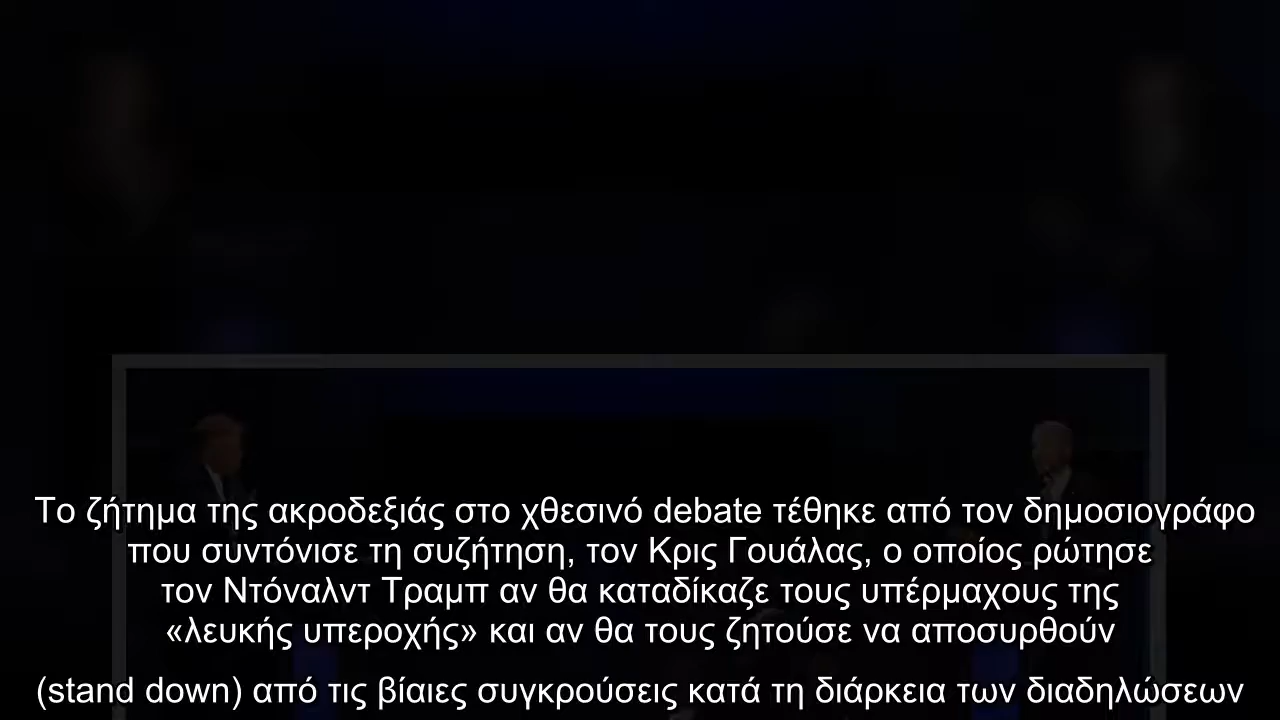 Το ζήτημα της ακροδεξιάς στο χθεσινό debate τέθηκε από τον δημοσιογράφο
που συντόνισε τη συζήτηση, τον Κρις Γουάλας, ο οποίος ρώτησε
τον Ντόναλντ Τραμπ αν θα καταδίκαζε τους υπέρμαχους της
«λευκής υπεροχής» και αν θα τους ζητούσε να αποσυρθούν
(stand down) από τις βίαιες συγκρούσεις κατά τη διάρκεια των διαδηλώσεων